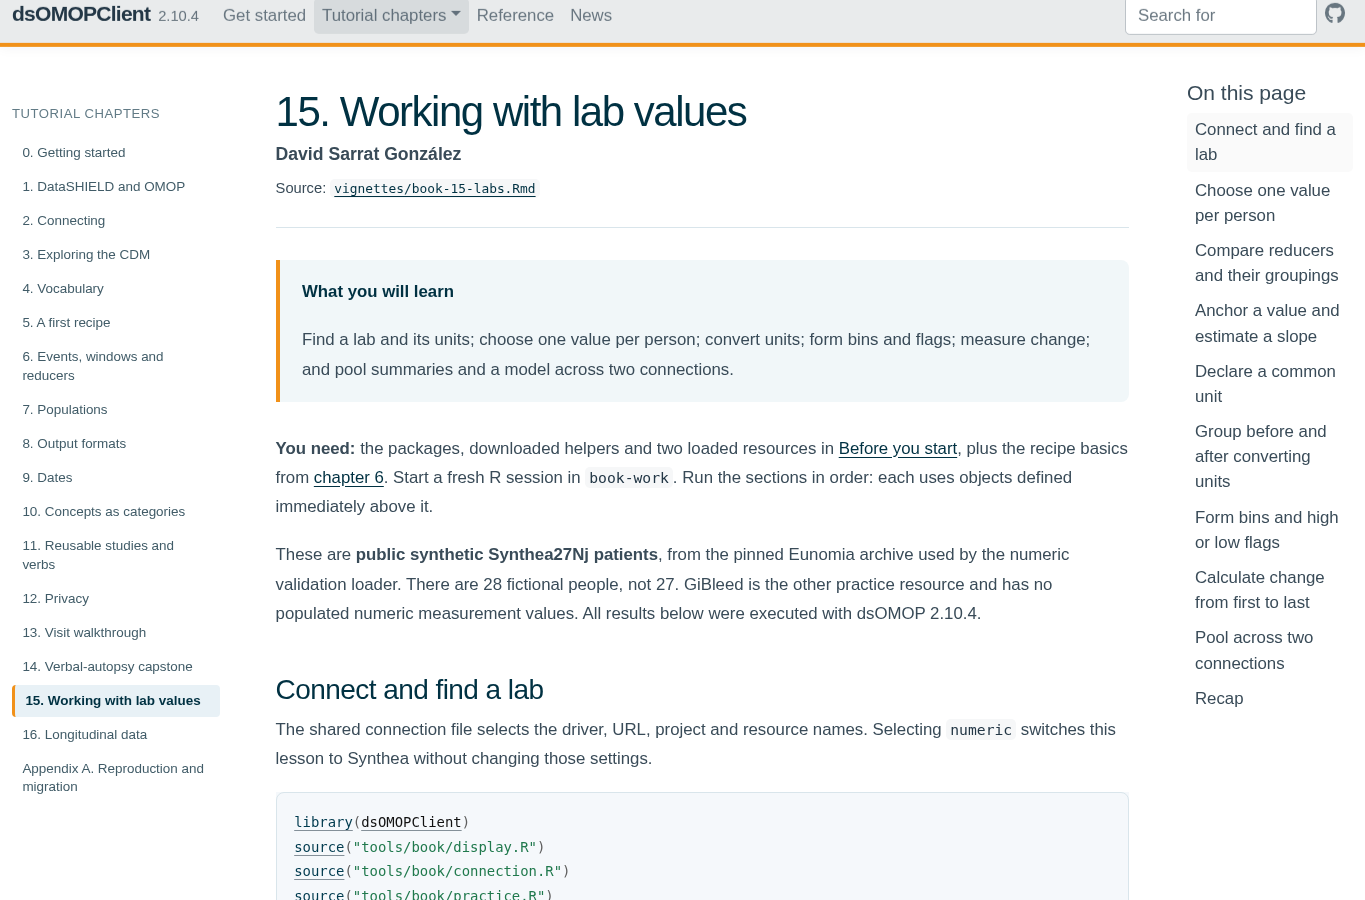 dsOMOPClient 2.10.4 Get started Tutorial chapters Reference News Search for
TUTORIAL CHAPTERS
0. Getting started
1. DataSHIELD and OMOP
2. Connecting
3. Exploring the CDM
4. Vocabulary
5. A first recipe
6. Events, windows and
reducers
7. Populations
8. Output formats
9. Dates
10. Concepts as categories
11. Reusable studies and
verbs
12. Privacy
13. Visit walkthrough
14. Verbal-autopsy capstone
15. Working with lab values
16. Longitudinal data
Appendix A. Reproduction and
migration
15. Working with lab values
David Sarrat González
Source: vignettes/book-15-labs.Rmd
What you will learn
Find a lab and its units; choose one value per person; convert units; form bins and flags; measure change;
and pool summaries and a model across two connections.
You need: the packages, downloaded helpers and two loaded resources in Before you start, plus the recipe basics
from chapter 6. Start a fresh R session in book-work. Run the sections in order: each uses objects defined
immediately above it.
These are public synthetic Synthea27Nj patients, from the pinned Eunomia archive used by the numeric
validation loader. There are 28 fictional people, not 27. GiBleed is the other practice resource and has no
populated numeric measurement values. All results below were executed with dsOMOP 2.10.4.
Connect and find a lab
The shared connection file selects the driver, URL, project and resource names. Selecting numeric switches this
lesson to Synthea without changing those settings.
library(dsOMOPClient)
source("tools/book/display.R")
source("tools/book/connection.R")
source("tools/book/practice.R")
On this page
Connect and find a
lab
Choose one value
per person
Compare reducers
and their groupings
Anchor a value and
estimate a slope
Declare a common
unit
Group before and
after converting
units
Form bins and high
or low flags
Calculate change
from first to last
Pool across two
connections
Recap